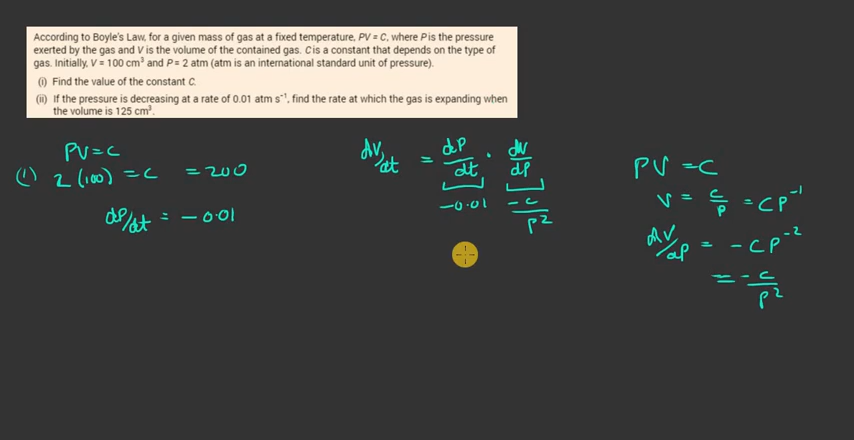 According to Boyle's Law, for a given mass of gas at a fixed temperature, PV = C, where P is the pressure
exerted by the gas and V is the volume of the contained gas. C is a constant that depends on the type of
gas. Initially, V = 100 cm³ and P = 2 atm (atm is an international standard unit of pressure).
(i) Find the value of the constant C.
(ii) If the pressure is decreasing at a rate of 0.01 atm s⁻¹, find the rate at which the gas is expanding when
the volume is 125 cm³.
PV = C
(i) 2 (100) = C = 200
dP/dt = -0.01
dV/dt = dP/dt · dV/dP
-0.01 -C/P²
PV = C
V = C/P = CP⁻¹
dV/dP = -CP⁻²
= -C/P²